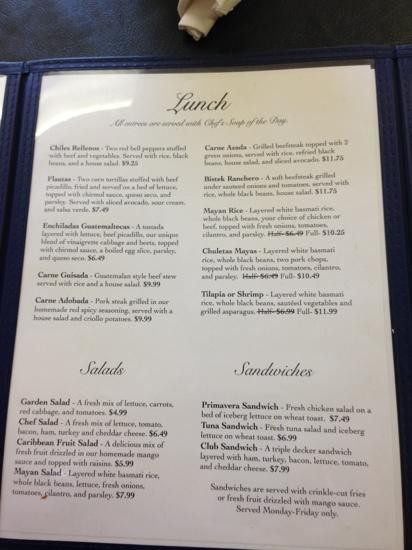 Lunch
All entrees are served with Chef's Soup of the Day.
Chiles Rellenos - Two red bell peppers stuffed
with beef and vegetables. Served with rice, black
beans, and a house salad. $9.25
Flautas - Two corn tortillas stuffed with beef
picadillo, fried and served on a bed of lettuce,
topped with chirmol sauce, queso seco, and
parsley. Served with avocado, sour cream,
and salsa verde. $7.49
Enchiladas Guatemaltecas - A tostada
layered with lettuce, beef picadillo, our unique
blend of vinaigrette cabbage and beets, topped
with chirmol sauce, a boiled egg slice, parsley,
and queso seco. $6.49
Carne Guisada - Guatemalan style beef stew
served with rice and a house salad. $9.99
Carne Adobada - Pork steak grilled in our
homemade red spicy seasoning, served with a
house salad and criollo potatoes. $9.99
Carne Asada - Grilled beefsteak topped with 2
green onions, served with rice, refried black
beans, house salad, and sliced avocado. $11.75
Bistek Ranchero - A soft beefsteak grilled
under sauteed onions and tomatoes, served with
rice, whole black beans, house salad. $11.75
Mayan Rice - Layered white basmati rice,
whole black beans, your choice of chicken or
beef, topped with fresh onions, tomatoes,
cilantro, and parsley. Half- $6.49 Full- $10.25
Chuletas Mayas - Layered white basmati
rice, whole black beans, two pork chops,
topped with fresh onions, tomatoes, cilantro,
and parsley. Half- $6.49 Full- $10.49
Tilapia or Shrimp - Layered white basmati
rice, whole black beans, sautéed vegetables and
grilled asparagus. Half- $6.99 Full- $11.99
Salads
Garden Salad - A fresh mix of lettuce, carrots,
red cabbage, and tomatoes. $4.99
Chef Salad - A fresh mix of lettuce, tomato,
bacon, ham, turkey and cheddar cheese. $6.49
Caribbean Fruit Salad - A delicious mix of
fresh fruit drizzled in our homemade mango
sauce and topped with raisins. $5.99
Mayan Salad - Layered white basmati rice,
whole black beans, lettuce, fresh onions,
tomatoes, cilantro, and parsley. $7.99
Sandwiches
Primavera Sandwich - Fresh chicken salad on a
bed of iceberg lettuce on wheat toast. $7.49
Tuna Sandwich - Fresh tuna salad and iceberg
lettuce on wheat toast. $6.99
Club Sandwich - A triple decker sandwich
layered with ham, turkey, bacon, lettuce, tomato,
and cheddar cheese. $7.99
Sandwiches are served with crinkle-cut fries
or fresh fruit drizzled with mango sauce.
Served Monday-Friday only.